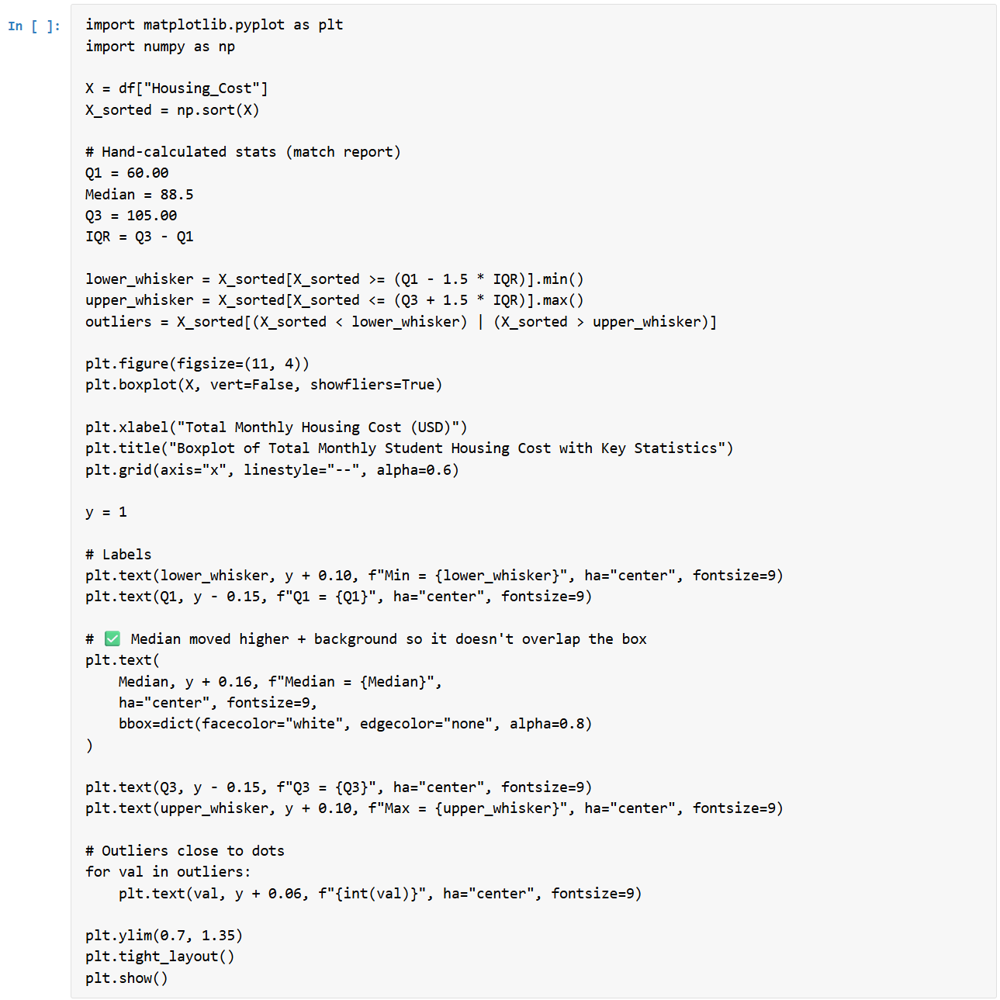 In [ ]:
import matplotlib.pyplot as plt
import numpy as np

X = df["Housing_Cost"]
X_sorted = np.sort(X)

# Hand-calculated stats (match report)
Q1 = 60.00
Median = 88.5
Q3 = 105.00
IQR = Q3 - Q1

lower_whisker = X_sorted[X_sorted >= (Q1 - 1.5 * IQR)].min()
upper_whisker = X_sorted[X_sorted <= (Q3 + 1.5 * IQR)].max()
outliers = X_sorted[(X_sorted < lower_whisker) | (X_sorted > upper_whisker)]

plt.figure(figsize=(11, 4))
plt.boxplot(X, vert=False, showfliers=True)

plt.xlabel("Total Monthly Housing Cost (USD)")
plt.title("Boxplot of Total Monthly Student Housing Cost with Key Statistics")
plt.grid(axis="x", linestyle="--", alpha=0.6)

y = 1

# Labels
plt.text(lower_whisker, y + 0.10, f"Min = {lower_whisker}", ha="center", fontsize=9)
plt.text(Q1, y - 0.15, f"Q1 = {Q1}", ha="center", fontsize=9)

# ✅ Median moved higher + background so it doesn't overlap the box
plt.text(
    Median, y + 0.16, f"Median = {Median}",
    ha="center", fontsize=9,
    bbox=dict(facecolor="white", edgecolor="none", alpha=0.8)
)

plt.text(Q3, y - 0.15, f"Q3 = {Q3}", ha="center", fontsize=9)
plt.text(upper_whisker, y + 0.10, f"Max = {upper_whisker}", ha="center", fontsize=9)

# Outliers close to dots
for val in outliers:
    plt.text(val, y + 0.06, f"{int(val)}", ha="center", fontsize=9)

plt.ylim(0.7, 1.35)
plt.tight_layout()
plt.show()